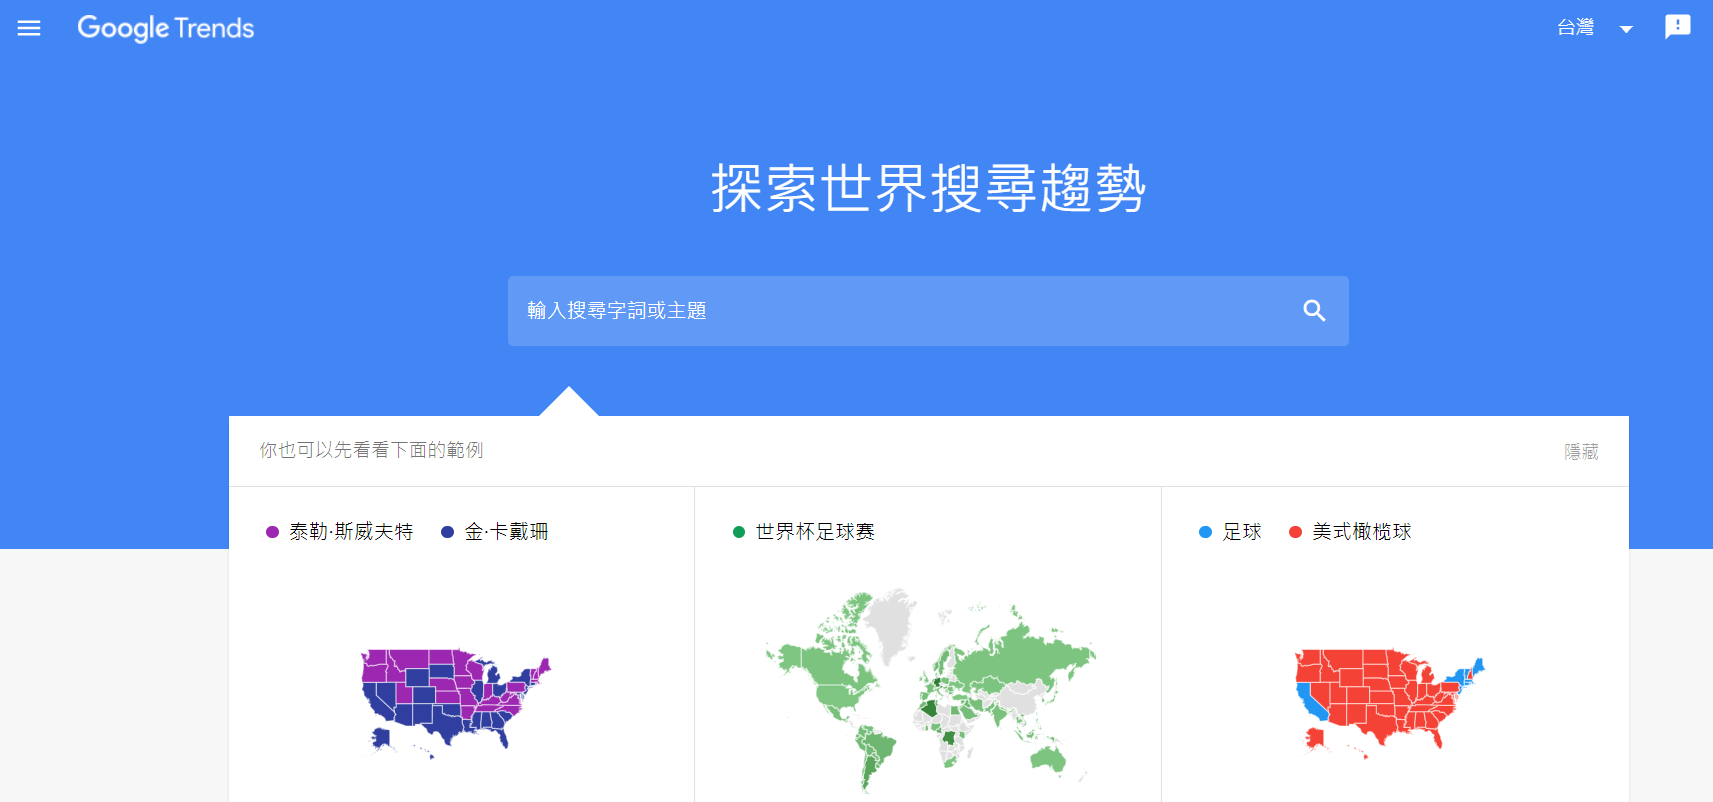 Google Trends
台灣
探索世界搜尋趨勢
輸入搜尋字詞或主題
你也可以先看看下面的範例
隱藏
泰勒·斯威夫特 金·卡戴珊
世界杯足球赛
足球 美式橄榄球